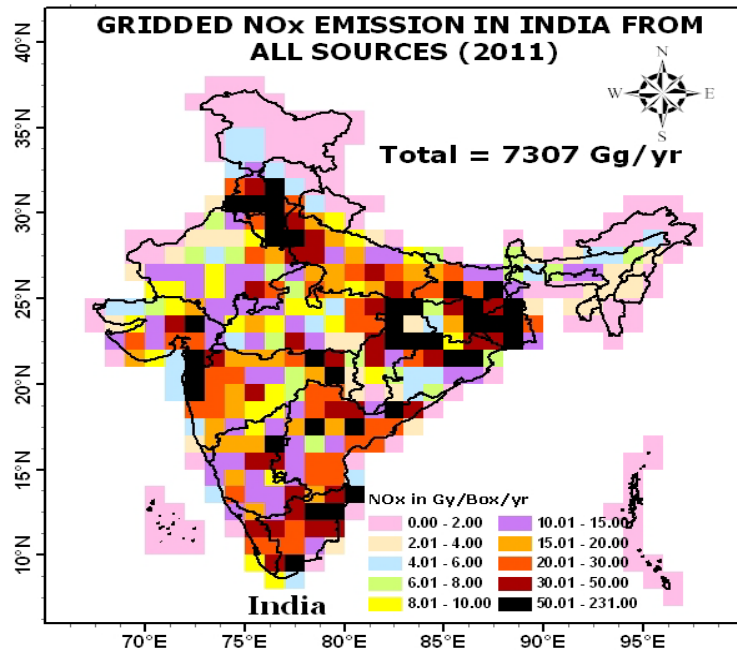 GRIDDED NOx EMISSION IN INDIA FROM
ALL SOURCES (2011)
N
W E
S
Total = 7307 Gg/yr
40°N
35°N
30°N
25°N
20°N
15°N
10°N
NOx in Gy/Box/yr
0.00 - 2.00 10.01 - 15.00
2.01 - 4.00 15.01 - 20.00
4.01 - 6.00 20.01 - 30.00
6.01 - 8.00 30.01 - 50.00
8.01 - 10.00 50.01 - 231.00
India
70°E 75°E 80°E 85°E 90°E 95°E